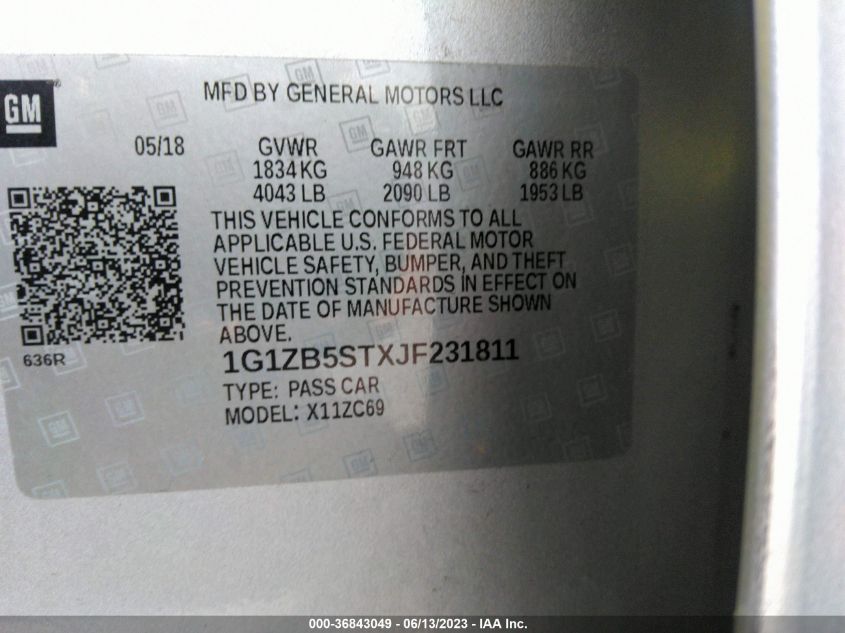 GM
MFD BY GENERAL MOTORS LLC
05/18 GVWR GAWR FRT GAWR RR
1834 KG 948 KG 886 KG
4043 LB 2090 LB 1953 LB
THIS VEHICLE CONFORMS TO ALL
APPLICABLE U.S. FEDERAL MOTOR
VEHICLE SAFETY, BUMPER, AND THEFT
PREVENTION STANDARDS IN EFFECT ON
THE DATE OF MANUFACTURE SHOWN
ABOVE.
636R
1G1ZB5STXJF231811
TYPE: PASS CAR
MODEL: X11ZC69
000-36843049 - 06/13/2023 - IAA Inc.